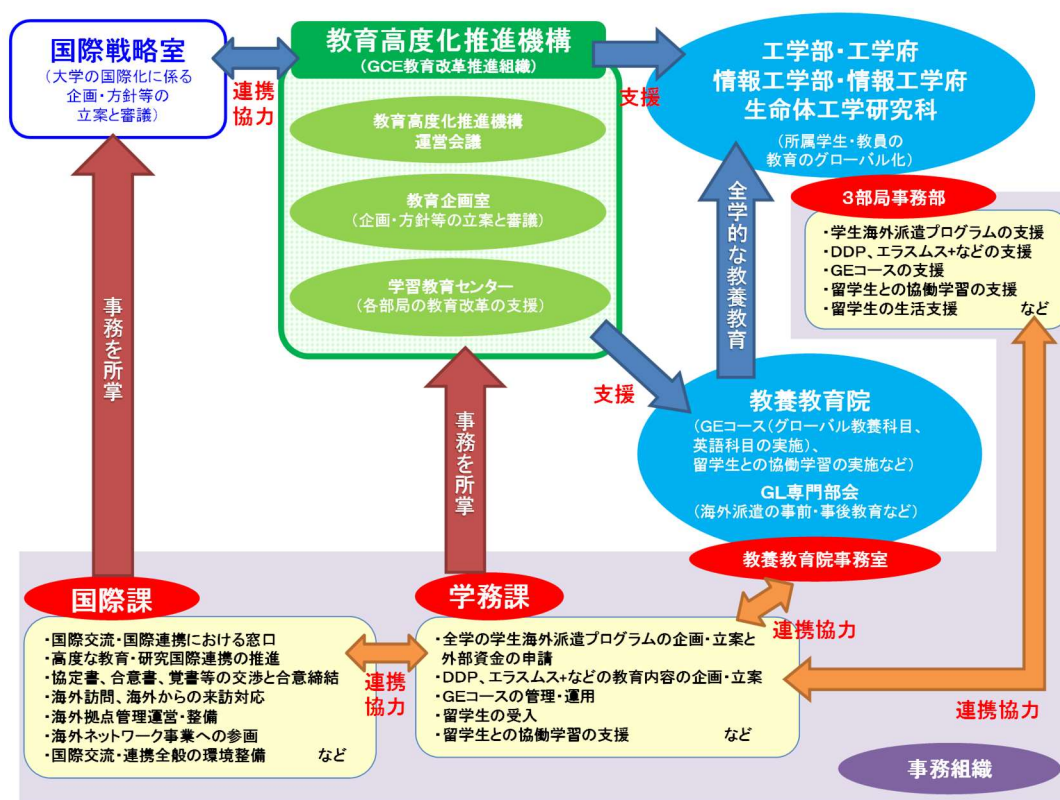 国際戦略室
(大学の国際化に係る
企画・方針等の
立案と審議)
連携
協力
教育高度化推進機構
(GCE教育改革推進組織)
教育高度化推進機構
運営会議
教育企画室
(企画・方針等の立案と審議)
学習教育センター
(各部局の教育改革の支援)
支援
工学部・工学府
情報工学部・情報工学府
生命体工学研究科
(所属学生・教員の
教育のグローバル化)
3部局事務部
・学生海外派遣プログラムの支援
・DDP、エラスムス+などの支援
・GEコースの支援
・留学生との協働学習の支援
・留学生の生活支援 など
全学的な教養教育
支援
教養教育院
(GEコース(グローバル教養科目、
英語科目の実施)、
留学生との協働学習の実施など)
GL専門部会
(海外派遣の事前・事後教育など)
教養教育院事務室
事務を所掌
事務を所掌
国際課
・国際交流・国際連携における窓口
・高度な教育・研究国際連携の推進
・協定書、合意書、覚書等の交渉と合意締結
・海外訪問、海外からの来訪対応
・海外拠点管理運営・整備
・海外ネットワーク事業への参画
・国際交流・連携全般の環境整備 など
連携
協力
学務課
・全学の学生海外派遣プログラムの企画・立案と
外部資金の申請
・DDP、エラスムス+などの教育内容の企画・立案
・GEコースの管理・運用
・留学生の受入
・留学生との協働学習の支援 など
連携協力
連携協力
事務組織